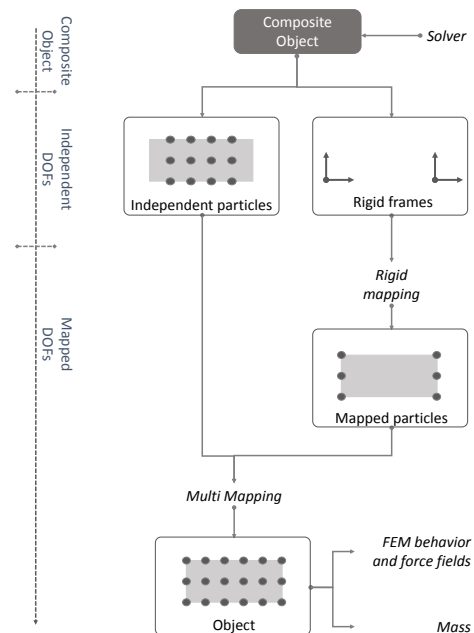 Composite
Object
Solver
Composite
Object
Independent
DOFs
Independent particles
Rigid frames
Rigid
mapping
Mapped
DOFs
Mapped particles
Multi Mapping
FEM behavior
and force fields
Object
Mass